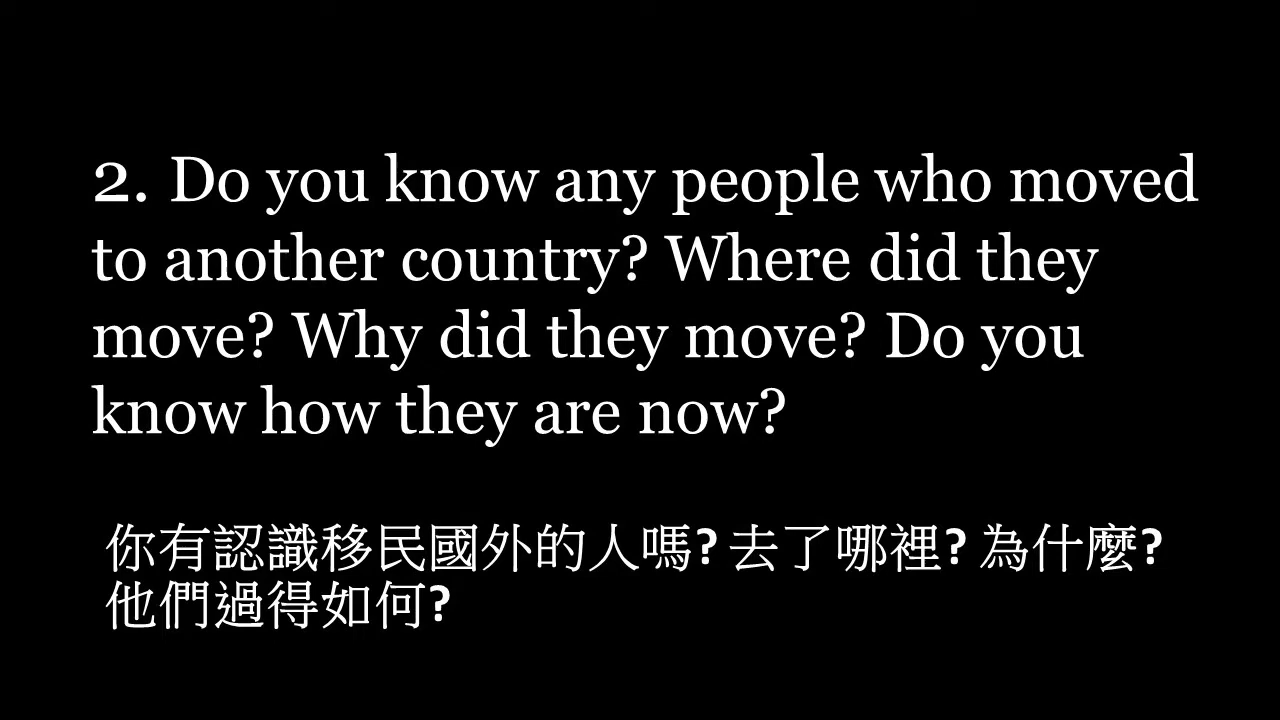 2. Do you know any people who moved
to another country? Where did they
move? Why did they move? Do you
know how they are now?
你有認識移民國外的人嗎? 去了哪裡? 為什麼?
他們過得如何?